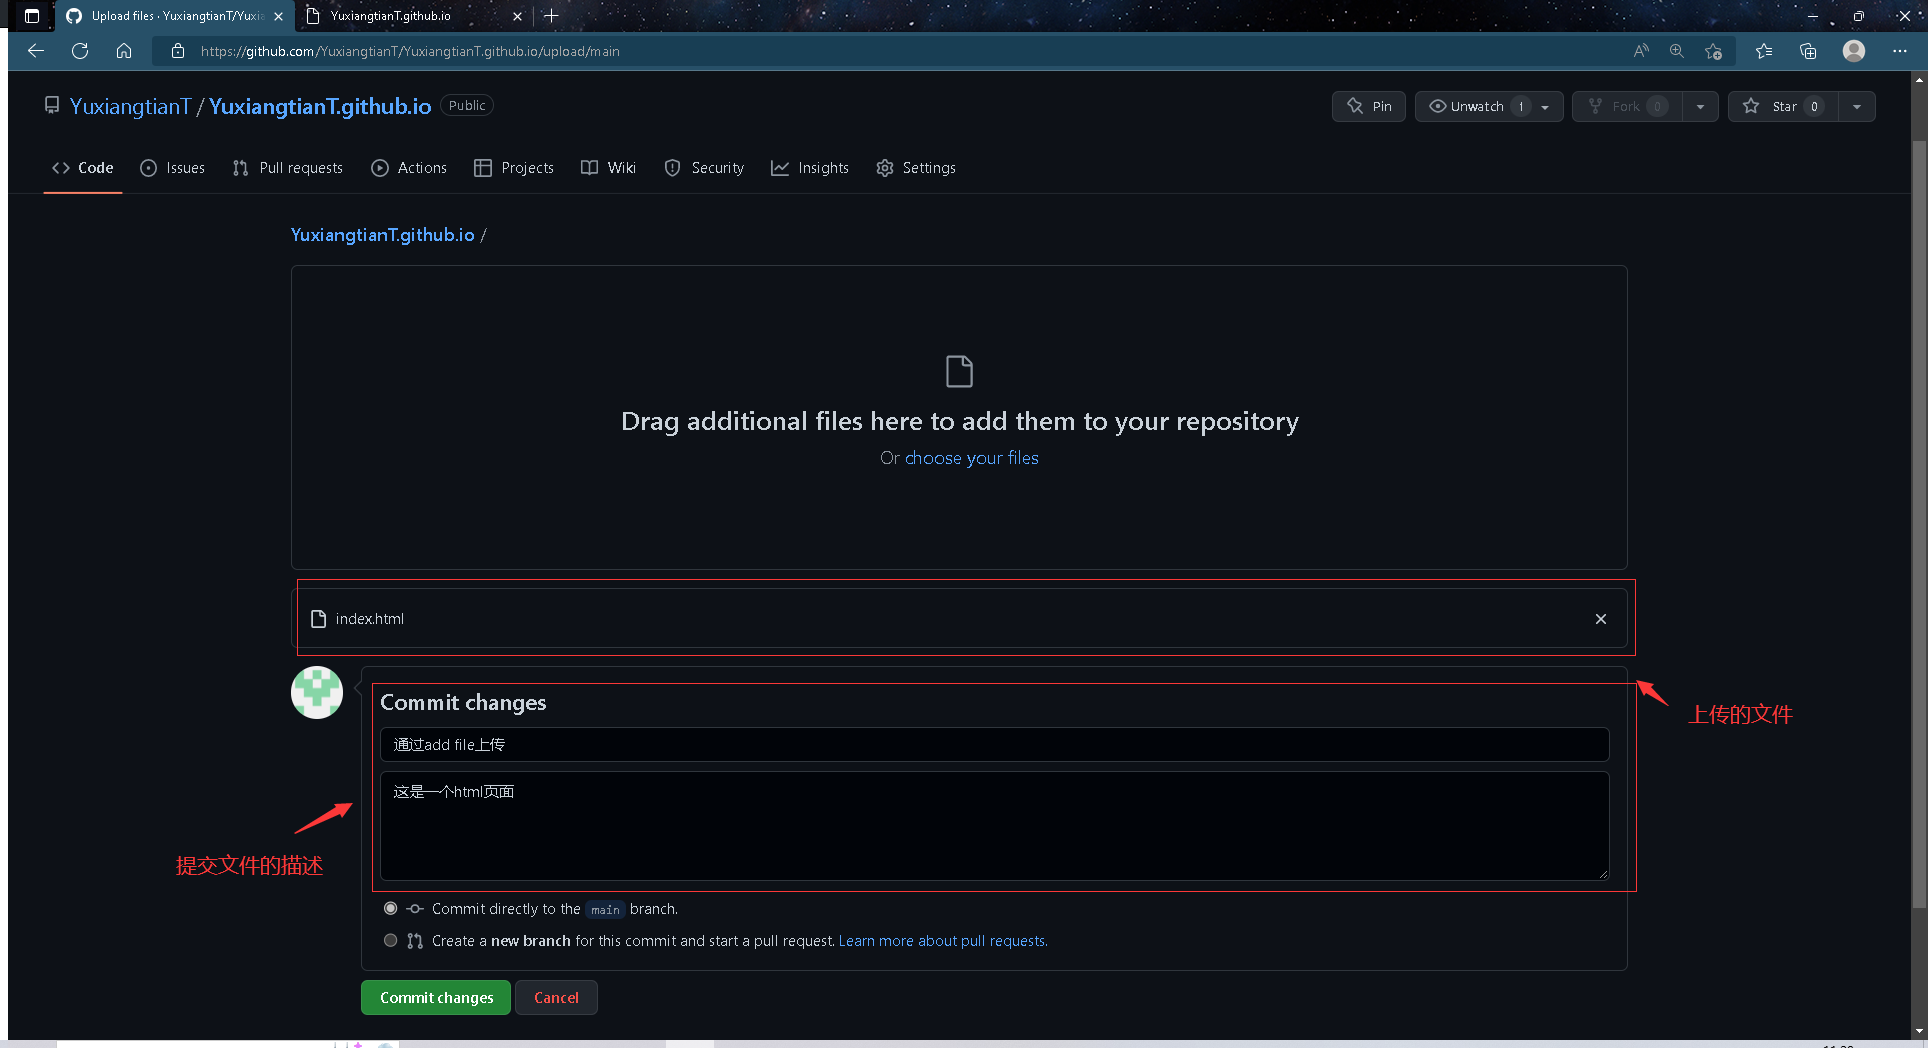 Upload files · YuxiangtianT/Yuxia
YuxiangtianT.github.io
https://github.com/YuxiangtianT/YuxiangtianT.github.io/upload/main
YuxiangtianT / YuxiangtianT.github.io Public
Pin
Unwatch 1
Fork 0
Star 0
Code
Issues
Pull requests
Actions
Projects
Wiki
Security
Insights
Settings
YuxiangtianT.github.io /
Drag additional files here to add them to your repository
Or choose your files
index.html
Commit changes
上传的文件
通过add file上传
这是一个html页面
提交文件的描述
Commit directly to the main branch.
Create a new branch for this commit and start a pull request. Learn more about pull requests.
Commit changes
Cancel